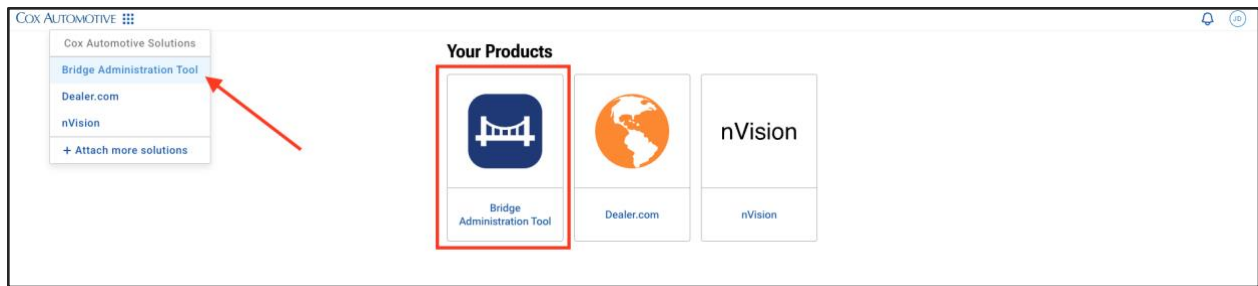 COX AUTOMOTIVE
JD
Cox Automotive Solutions
Bridge Administration Tool
Dealer.com
nVision
+ Attach more solutions
Your Products
nVision
Bridge
Administration Tool
Dealer.com
nVision